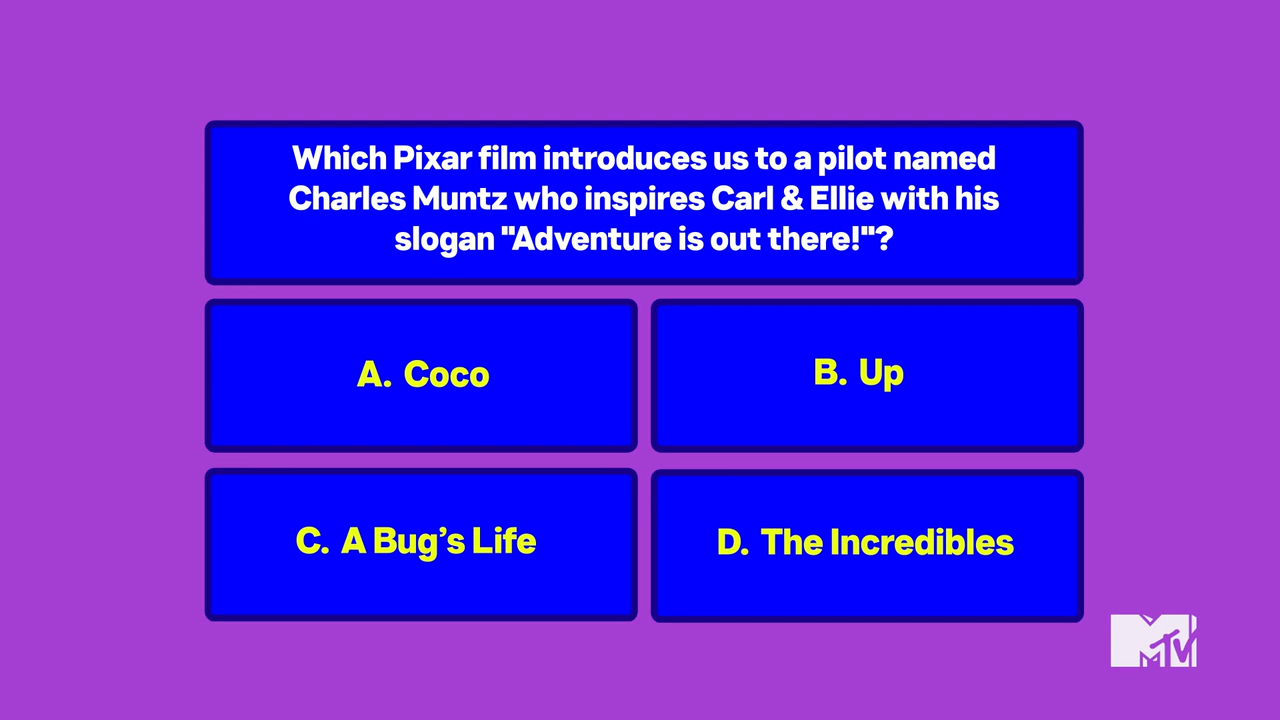 Which Pixar film introduces us to a pilot named
Charles Muntz who inspires Carl & Ellie with his
slogan "Adventure is out there!"?
A. Coco
B. Up
C. A Bug’s Life
D. The Incredibles
MTV